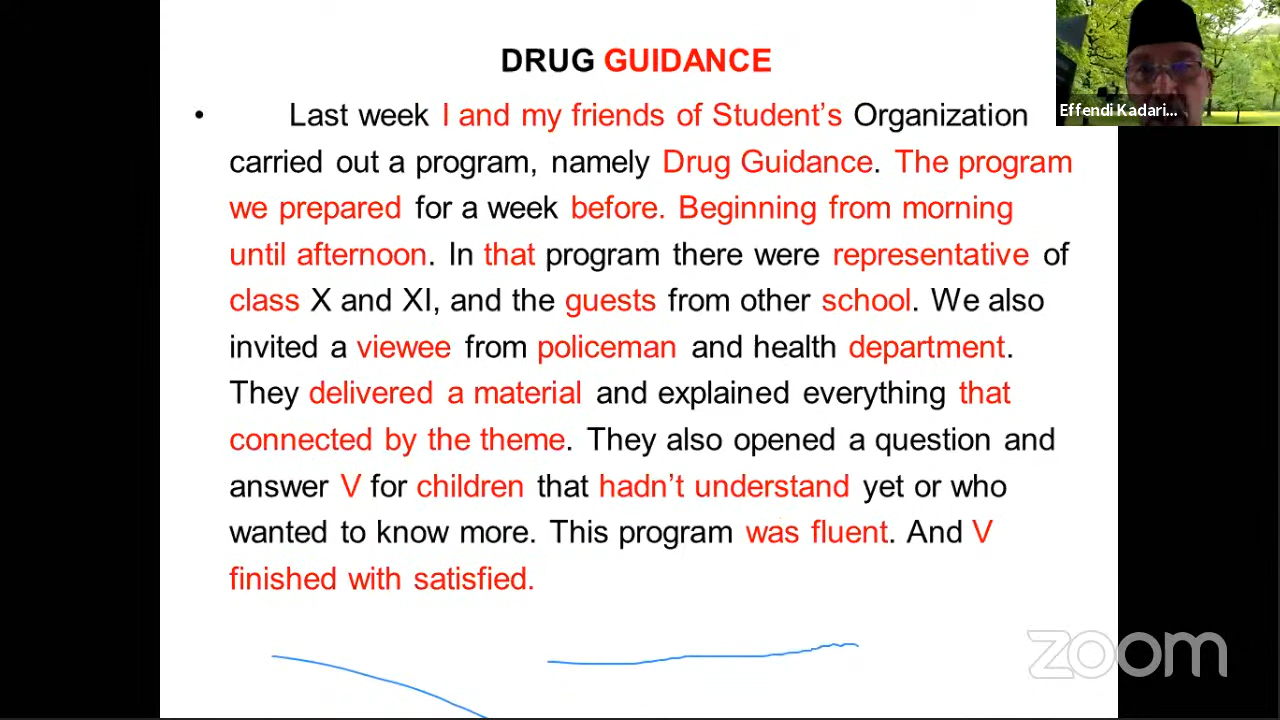 DRUG GUIDANCE
Effendi Kadari...
• Last week I and my friends of Student’s Organization
carried out a program, namely Drug Guidance. The program
we prepared for a week before. Beginning from morning
until afternoon. In that program there were representative of
class X and XI, and the guests from other school. We also
invited a viewee from policeman and health department.
They delivered a material and explained everything that
connected by the theme. They also opened a question and
answer V for children that hadn’t understand yet or who
wanted to know more. This program was fluent. And V
finished with satisfied.
zoom